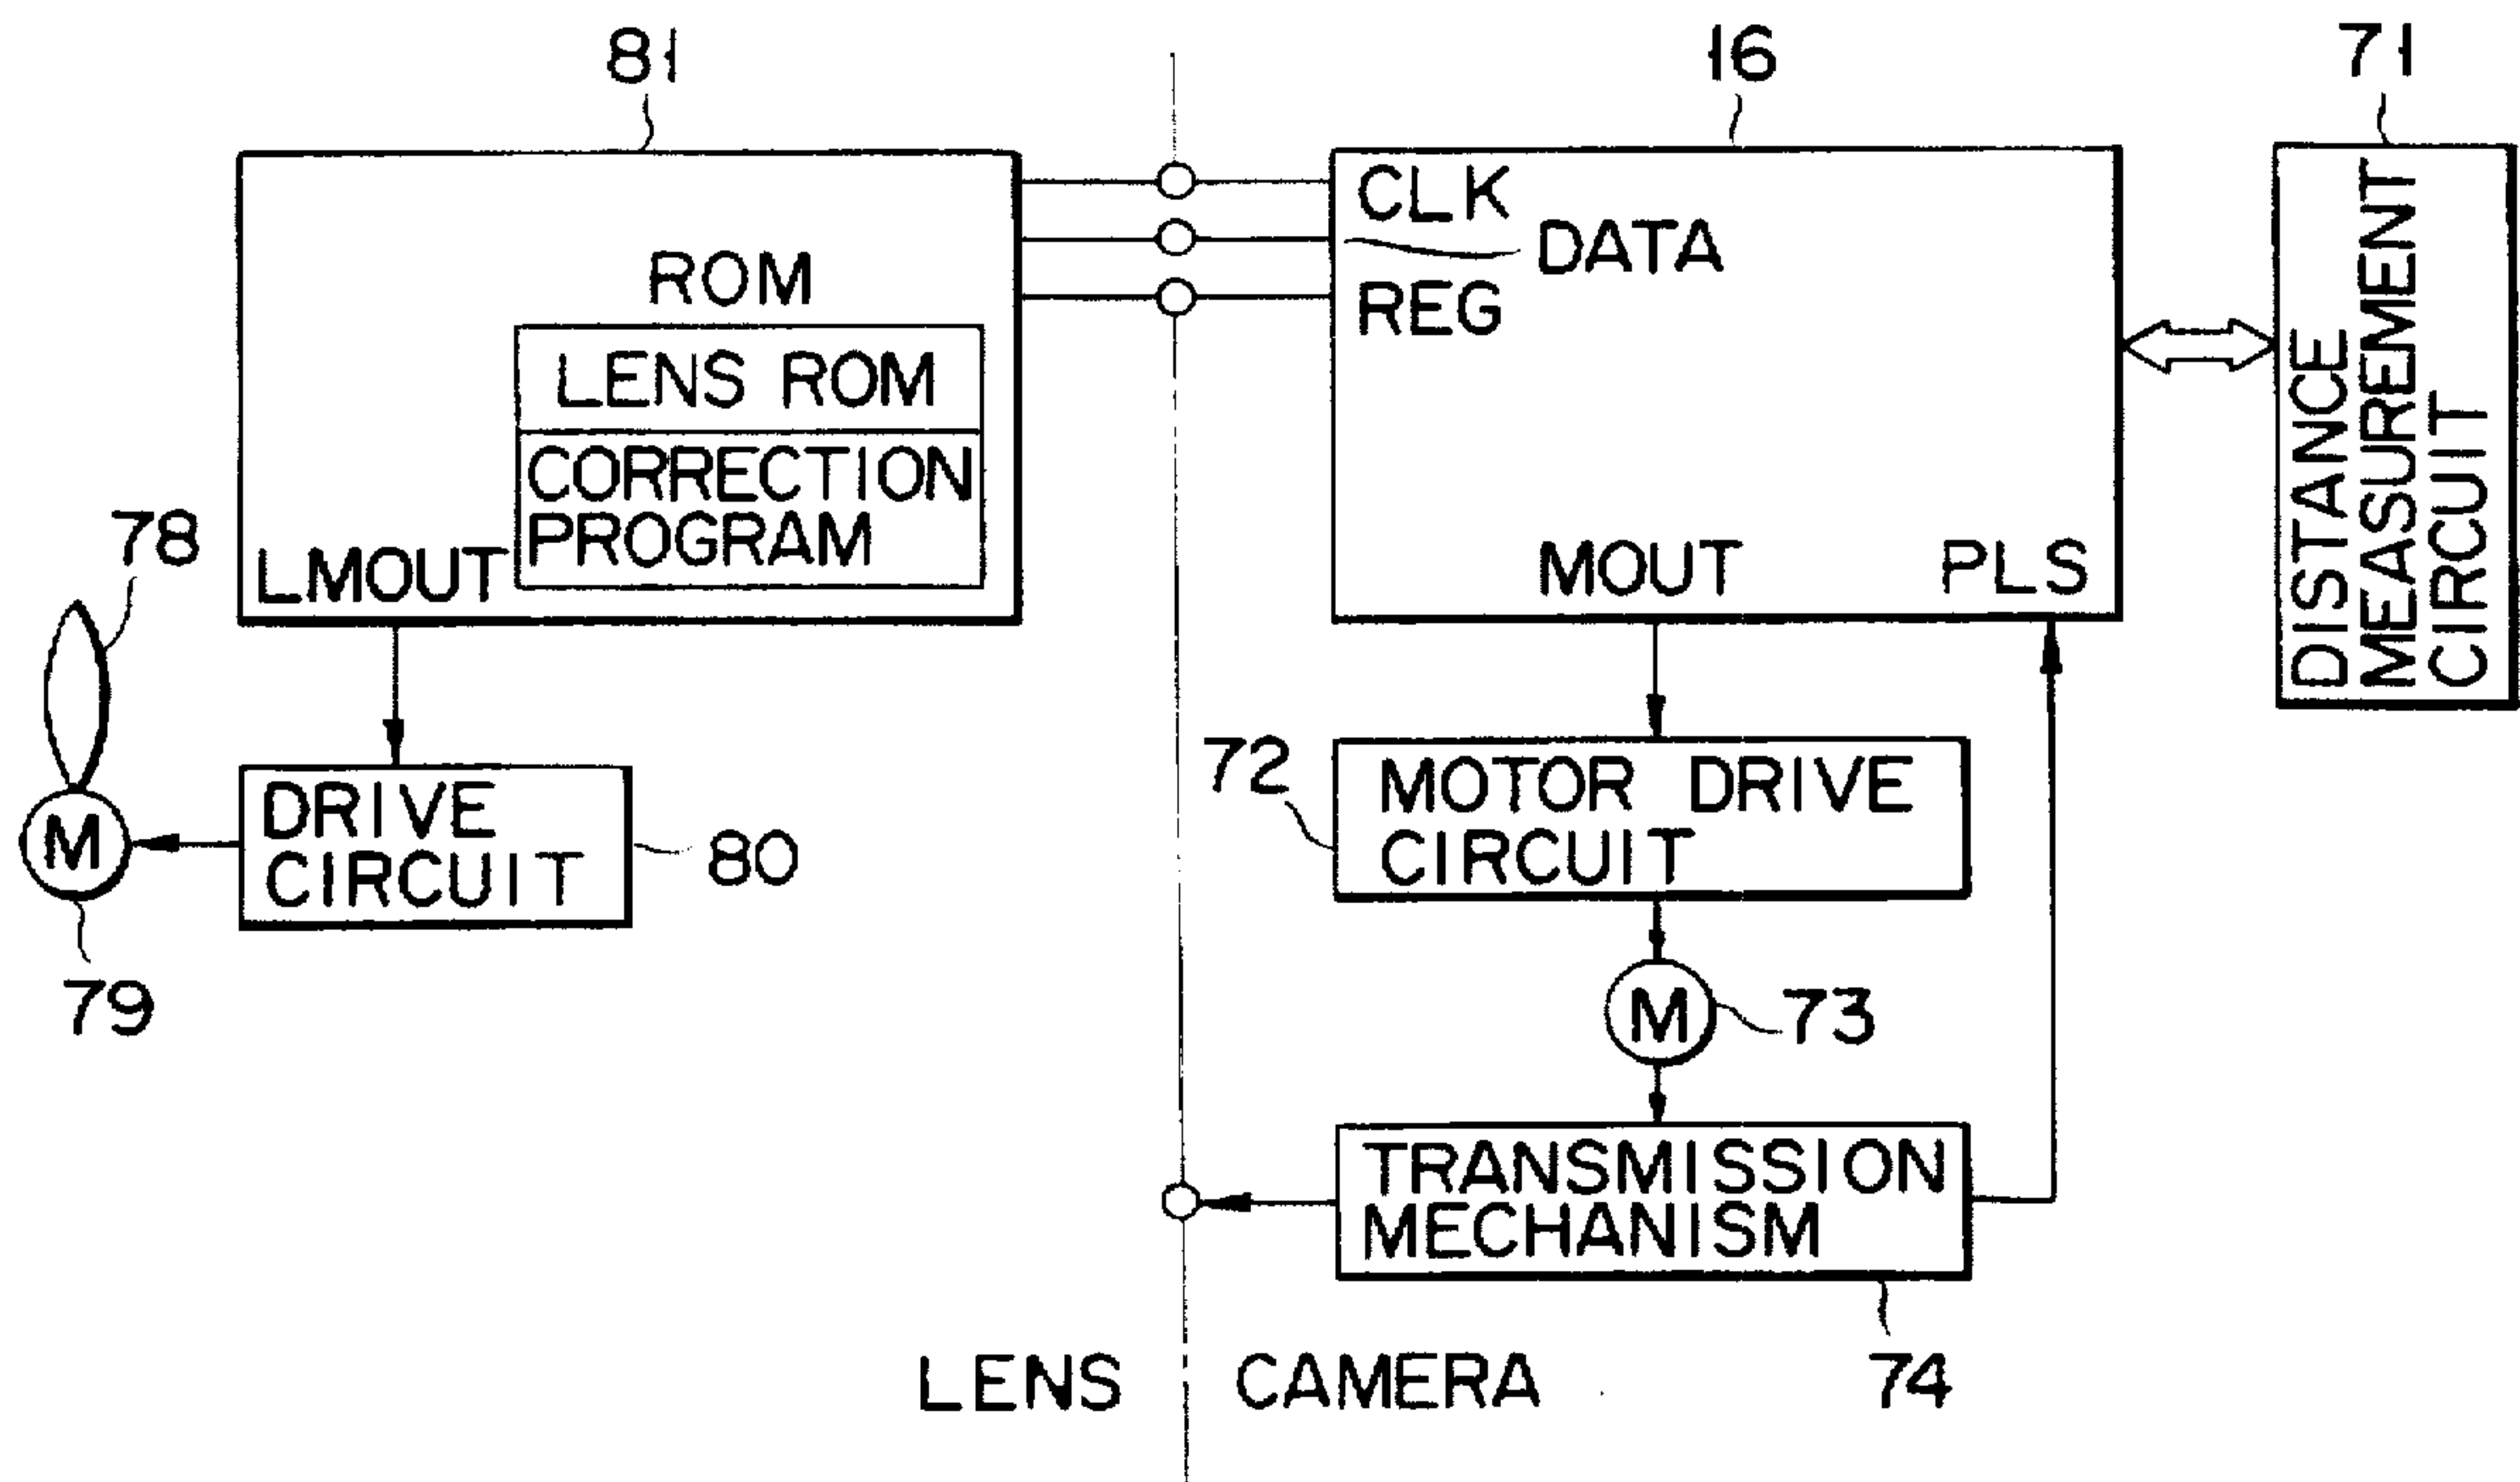 81
16
71
CLK
DATA
REG
ROM
LENS ROM
CORRECTION
PROGRAM
LMOUT
MOUT
PLS
DISTANCE
MEASUREMENT
CIRCUIT
78
DRIVE
CIRCUIT
80
M
79
72
MOTOR DRIVE
CIRCUIT
M
73
TRANSMISSION
MECHANISM
74
LENS
CAMERA